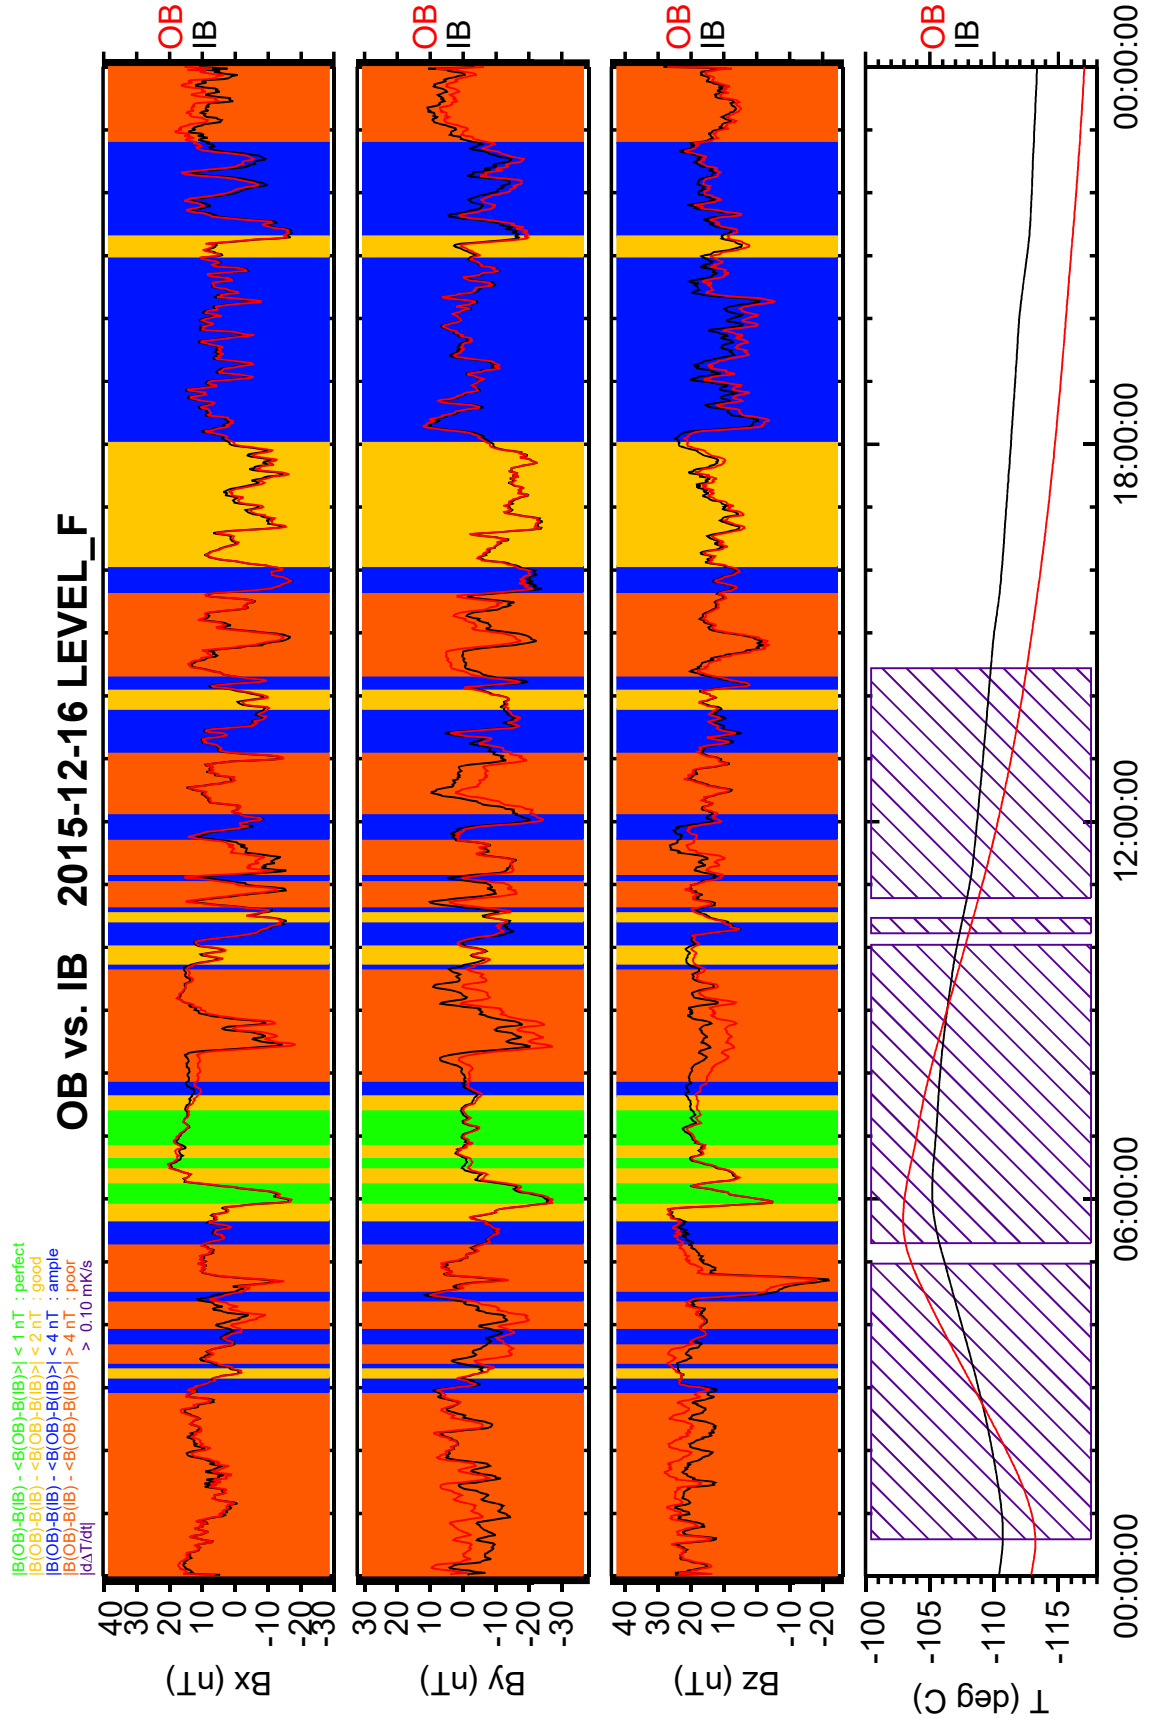 OB vs. IB 2015-12-16 LEVEL_F
|B(OB)-B(IB) - <B(OB)-B(IB)>| < 1 nT : perfect
|B(OB)-B(IB) - <B(OB)-B(IB)>| < 2 nT : good
|B(OB)-B(IB) - <B(OB)-B(IB)>| < 4 nT : ample
|B(OB)-B(IB) - <B(OB)-B(IB)>| > 4 nT : poor
|dΔT/dt| > 0.10 mK/s
Bx (nT)
40
30
20
10
0
-10
-20
-30
OB
IB
By (nT)
30
20
10
0
-10
-20
-30
OB
IB
Bz (nT)
40
30
20
10
0
-10
-20
OB
IB
T (deg C)
-100
-105
-110
-115
OB
IB
00:00:00
06:00:00
12:00:00
18:00:00
00:00:00